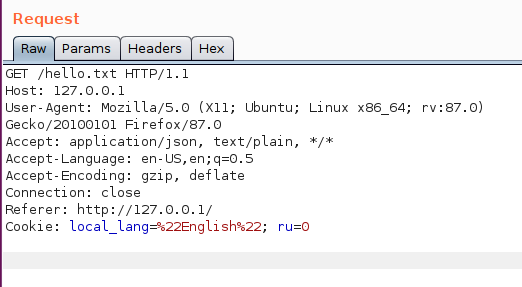 Request
Raw Params Headers Hex
GET /hello.txt HTTP/1.1
Host: 127.0.0.1
User-Agent: Mozilla/5.0 (X11; Ubuntu; Linux x86_64; rv:87.0)
Gecko/20100101 Firefox/87.0
Accept: application/json, text/plain, */*
Accept-Language: en-US,en;q=0.5
Accept-Encoding: gzip, deflate
Connection: close
Referer: http://127.0.0.1/
Cookie: local_lang=%22English%22; ru=0